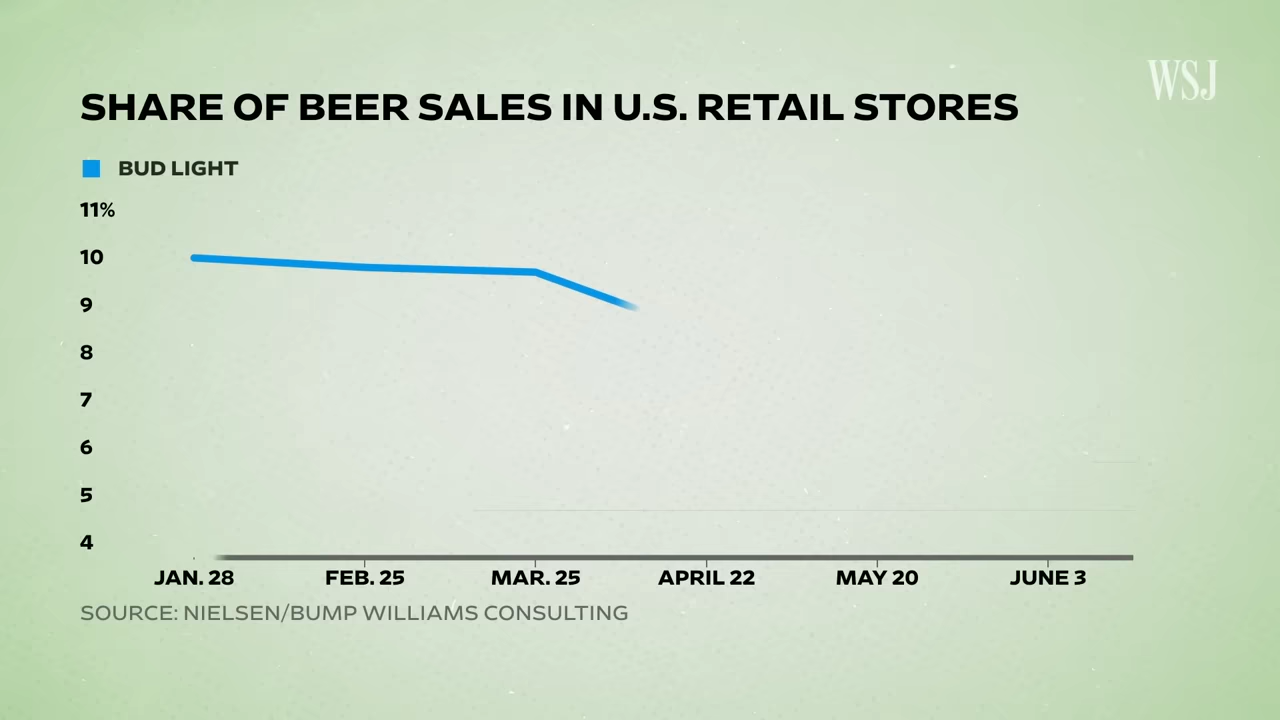 WSJ
SHARE OF BEER SALES IN U.S. RETAIL STORES
BUD LIGHT
11%
10
9
8
7
6
5
4
JAN. 28 FEB. 25 MAR. 25 APRIL 22 MAY 20 JUNE 3
SOURCE: NIELSEN/BUMP WILLIAMS CONSULTING